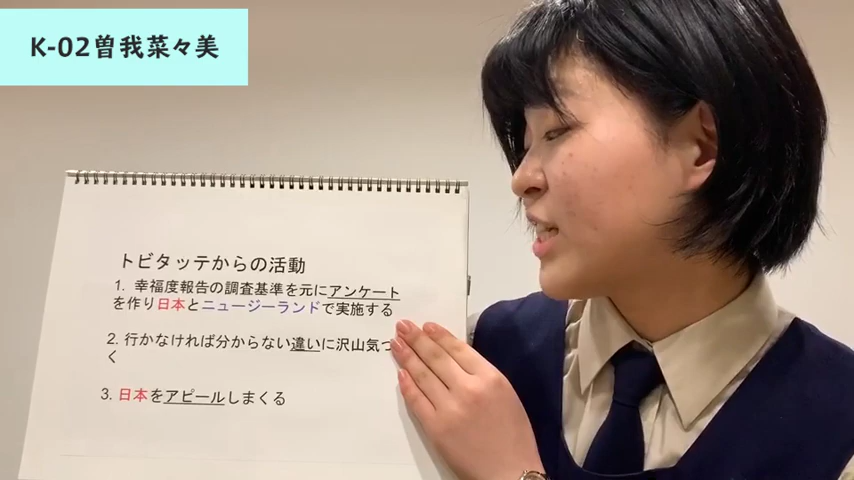 K-02曽我菜々美
トビタッテからの活動
1. 幸福度報告の調査基準を元にアンケート
を作り日本とニュージーランドで実施する
2. 行かなければ分からない違いに沢山気づ
く
3. 日本をアピールしまくる